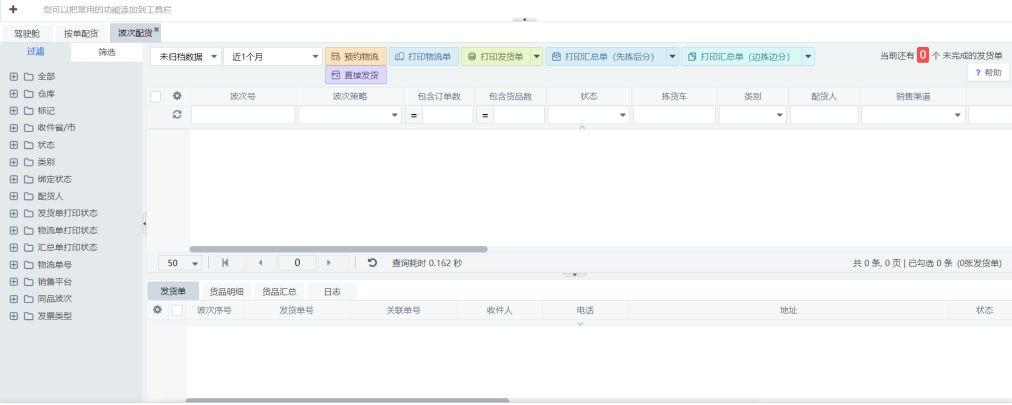 您可以把常用的功能添加到工具栏
驾驶舱 按单配货 波次配货
过滤 筛选
未归档数据 近1个月 预约物流 打印物流单 打印发货单 打印汇总单（先拣后分） 打印汇总单（边拣边分） 当前还有 0 个 未完成的发货单
直接发货 ? 帮助
全部
仓库
标记
收件省/市
状态
类别
绑定状态
配货人
发货单打印状态
物流单打印状态
汇总单打印状态
物流单号
销售平台
同品波次
发票类型
波次号 波次策略 包含订单数 包含货品数 状态 拣货车 类别 配货人 销售渠道
= =
50 0 查询耗时 0.162 秒 共 0 条, 0 页 | 已勾选 0 条 (0张发货单)
发货单 货品明细 货品汇总 日志
波次序号 发货单号 关联单号 收件人 电话 地址 状态